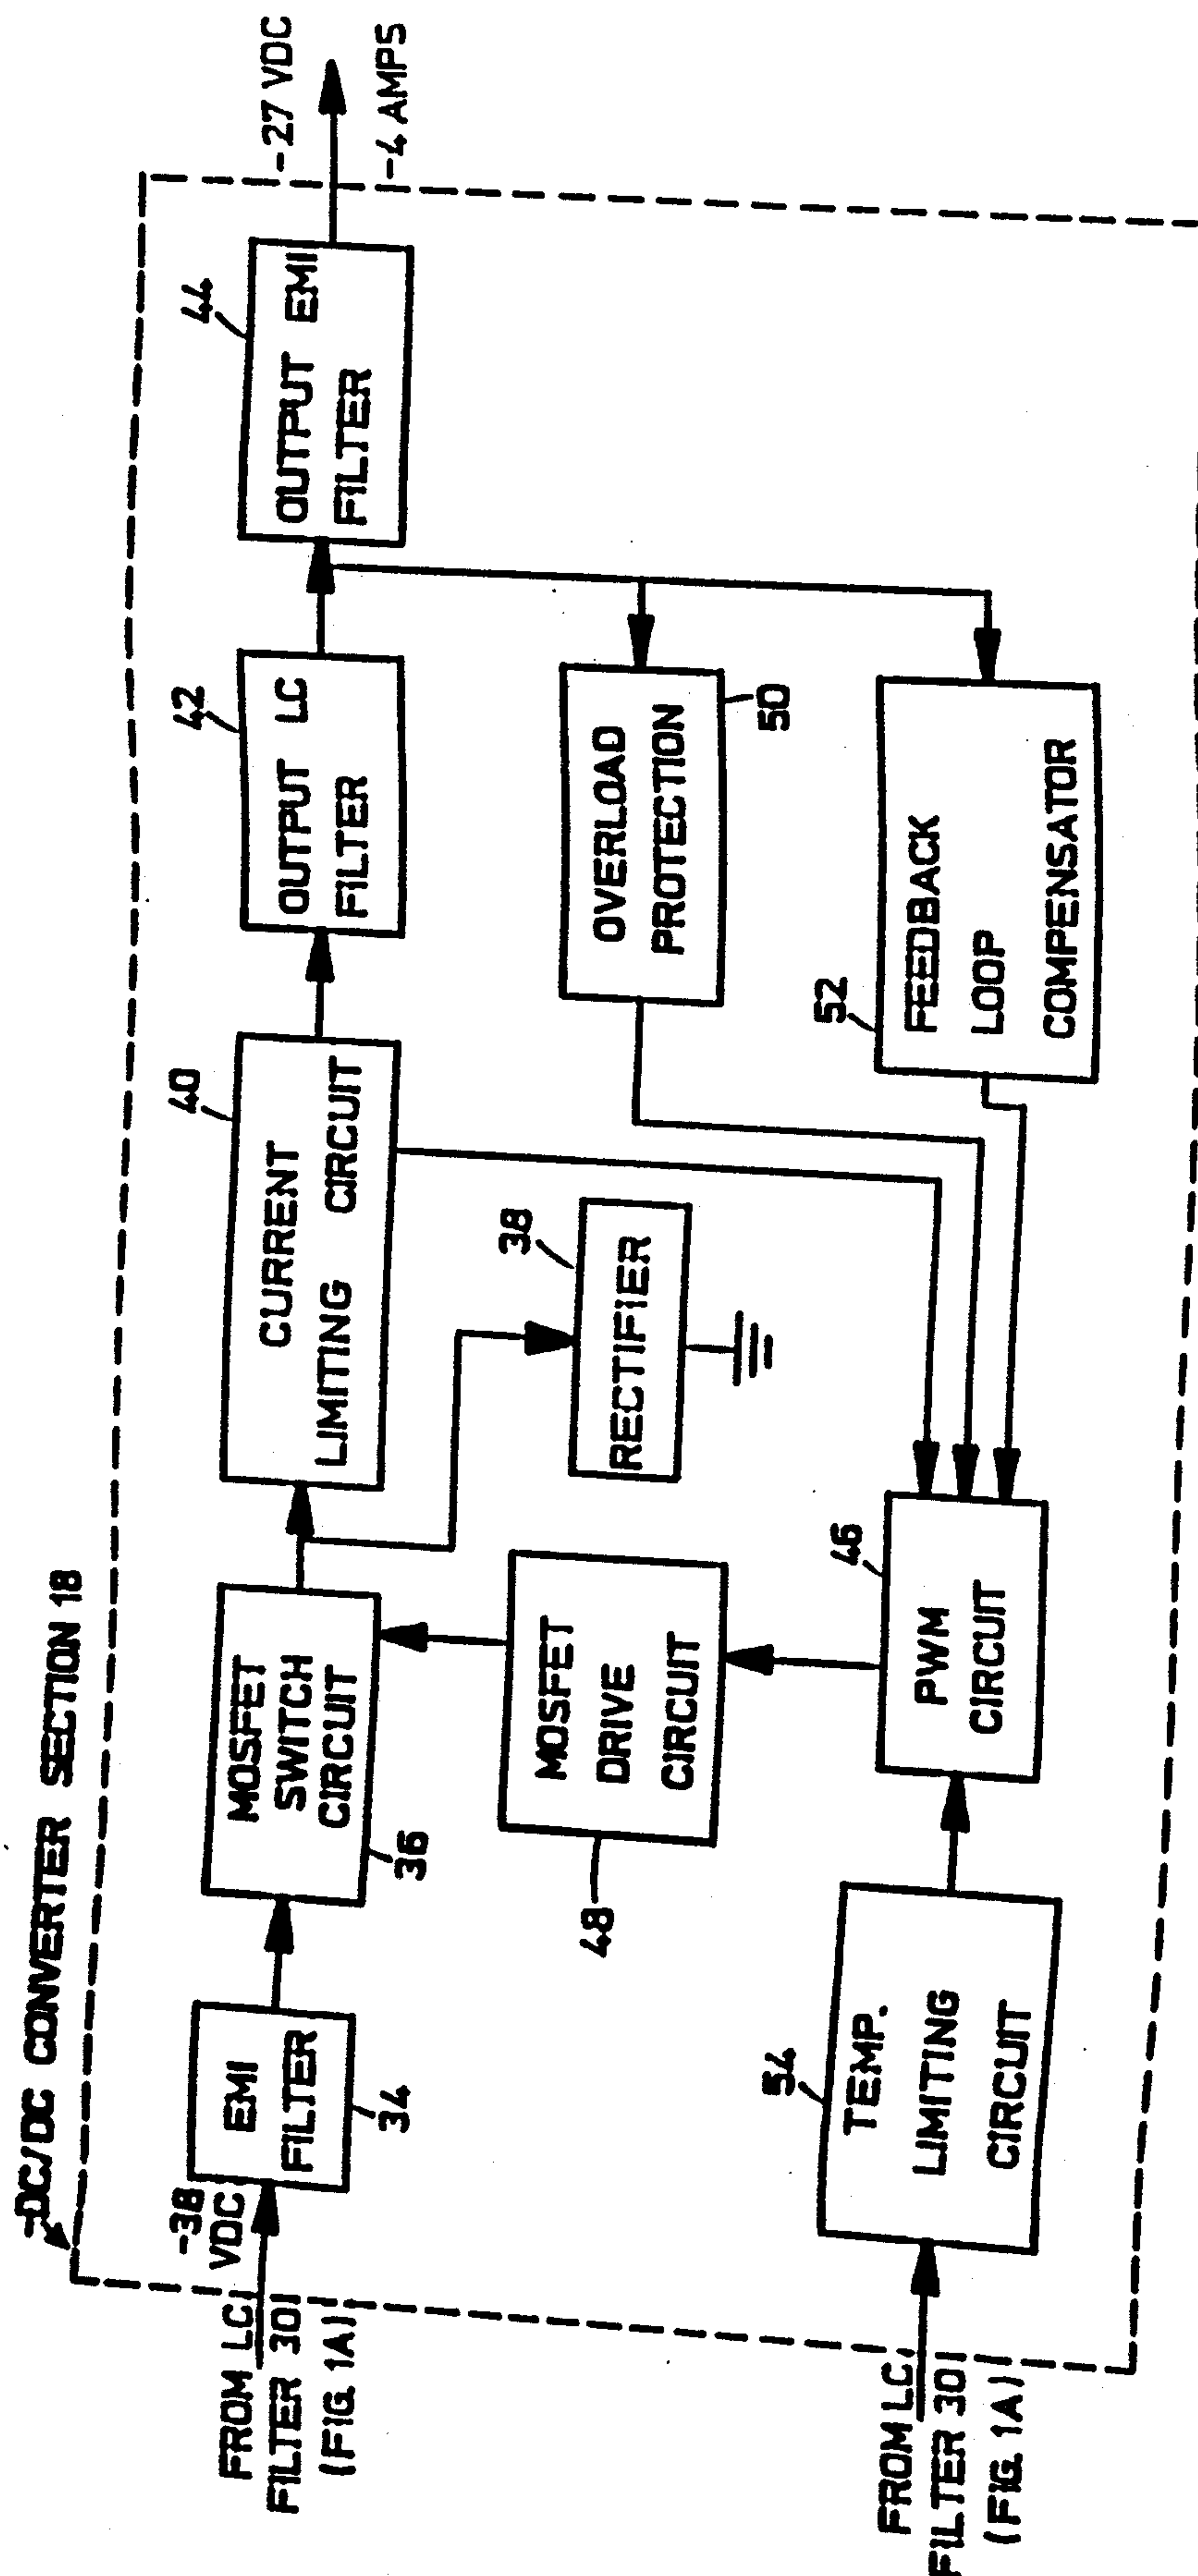 DC/DC CONVERTER SECTION 18
FROM LC
FILTER 30
(FIG. 1A)
-38
VDC
EMI
FILTER
34
MOSFET
SWITCH
CIRCUIT
36
CURRENT
LIMITING CIRCUIT
40
OUTPUT LC
FILTER
42
OUTPUT EMI
FILTER
44
-27 VDC
-4 AMPS
MOSFET
DRIVE
CIRCUIT
48
RECTIFIER
38
OVERLOAD
PROTECTION
50
FROM LC
FILTER 30
(FIG. 1A)
TEMP.
LIMITING
CIRCUIT
54
PWM
CIRCUIT
46
FEEDBACK
LOOP
COMPENSATOR
52